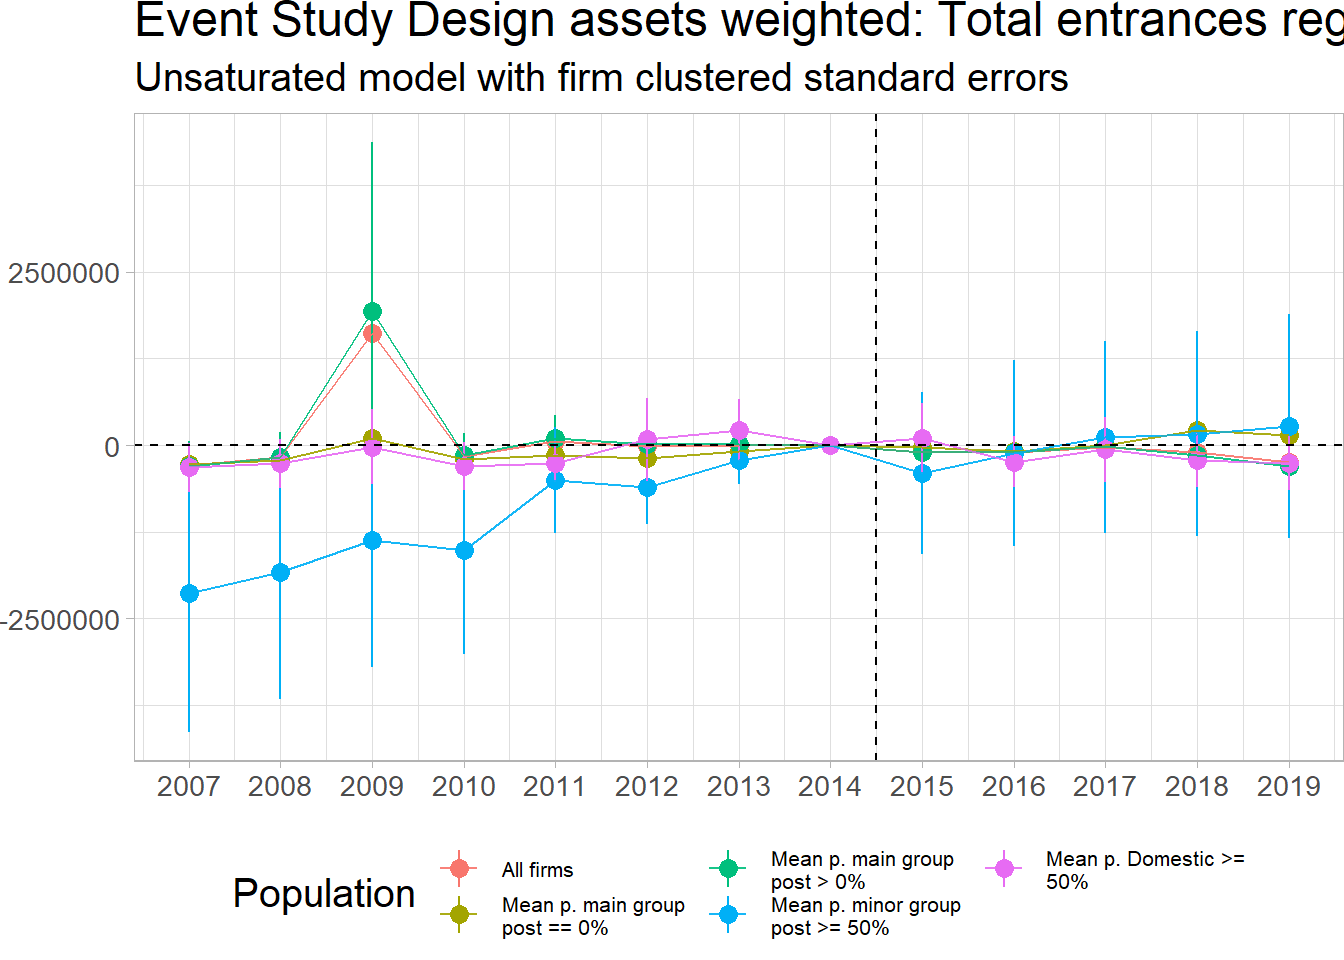 Event Study Design assets weighted: Total entrances reg
Unsaturated model with firm clustered standard errors
2500000
0
-2500000
2007 2008 2009 2010 2011 2012 2013 2014 2015 2016 2017 2018 2019
Population
All firms
Mean p. main group
post == 0%
Mean p. main group
post > 0%
Mean p. minor group
post >= 50%
Mean p. Domestic >=
50%